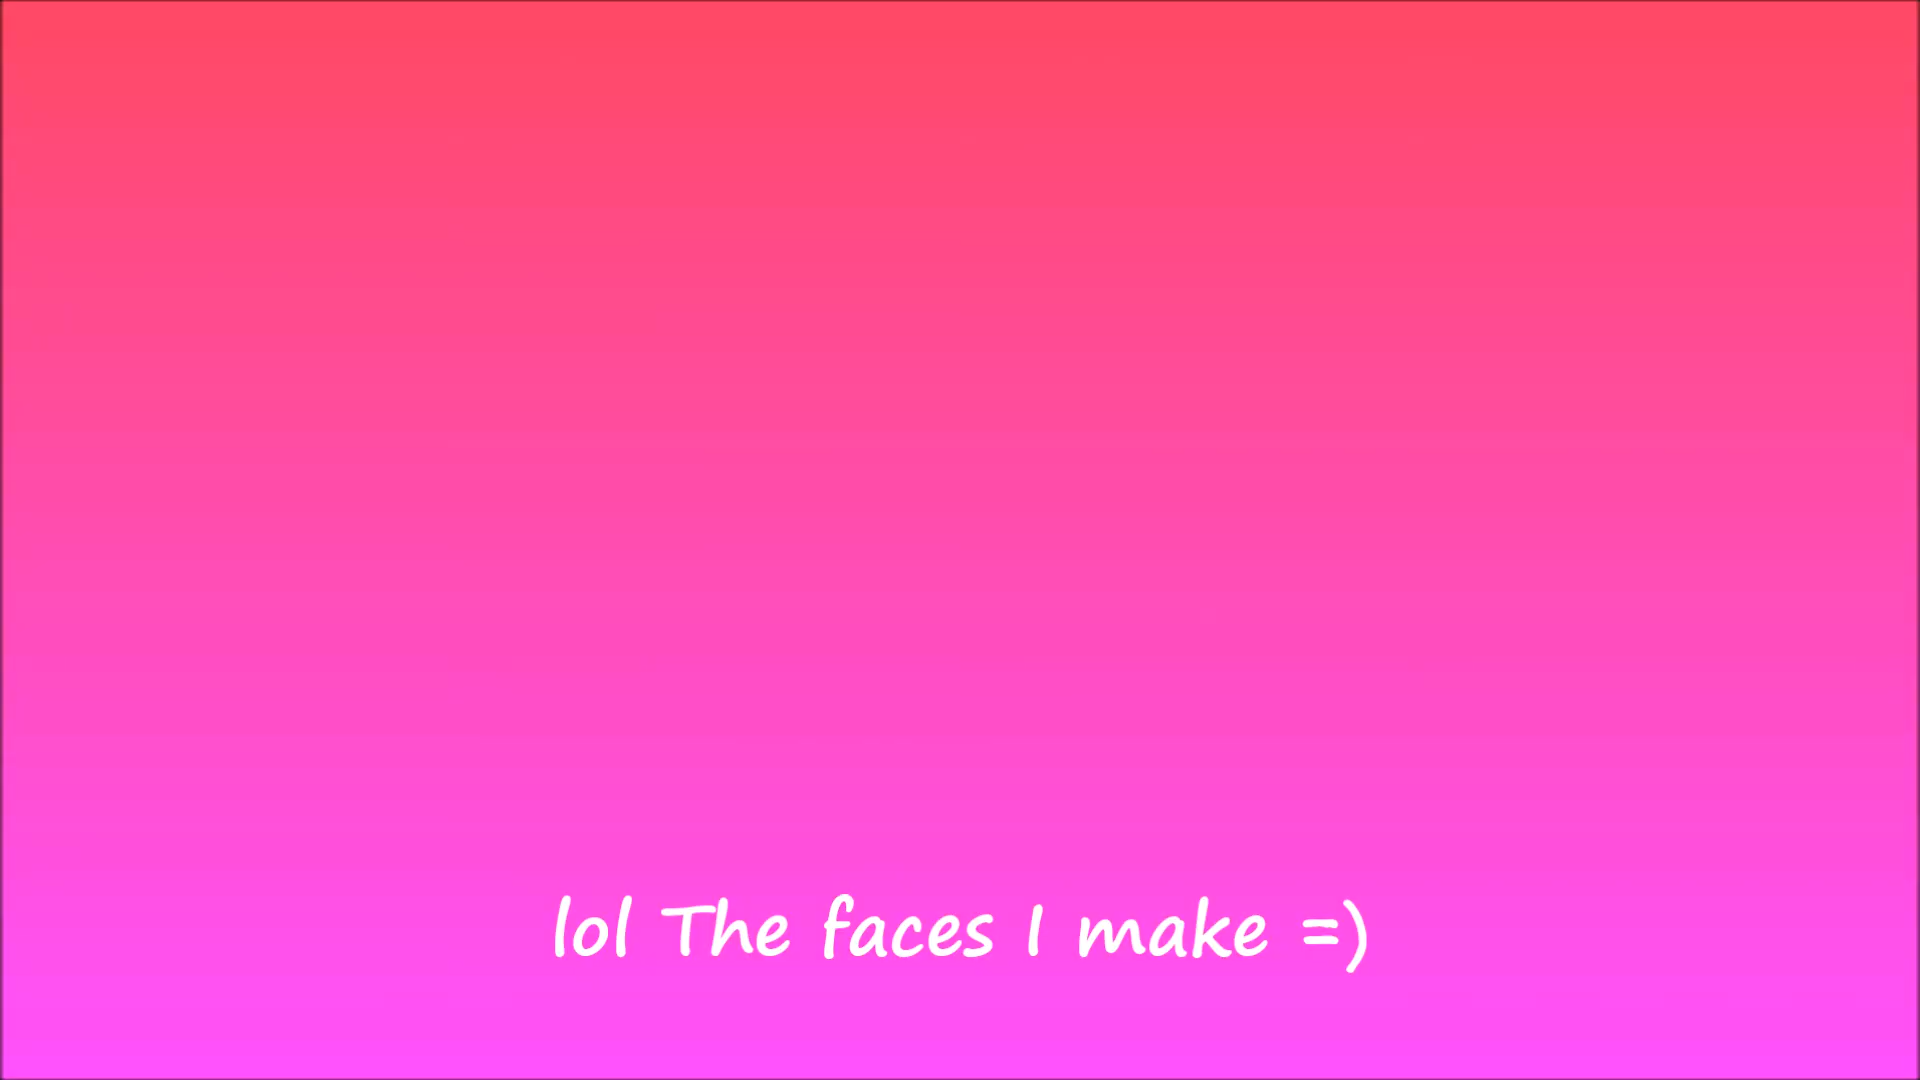 lol The faces I make =)